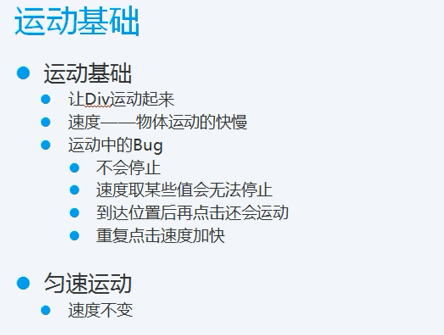 运动基础
运动基础
让Div运动起来
速度——物体运动的快慢
运动中的Bug
不会停止
速度取某些值会无法停止
到达位置后再点击还会运动
重复点击速度加快
匀速运动
速度不变